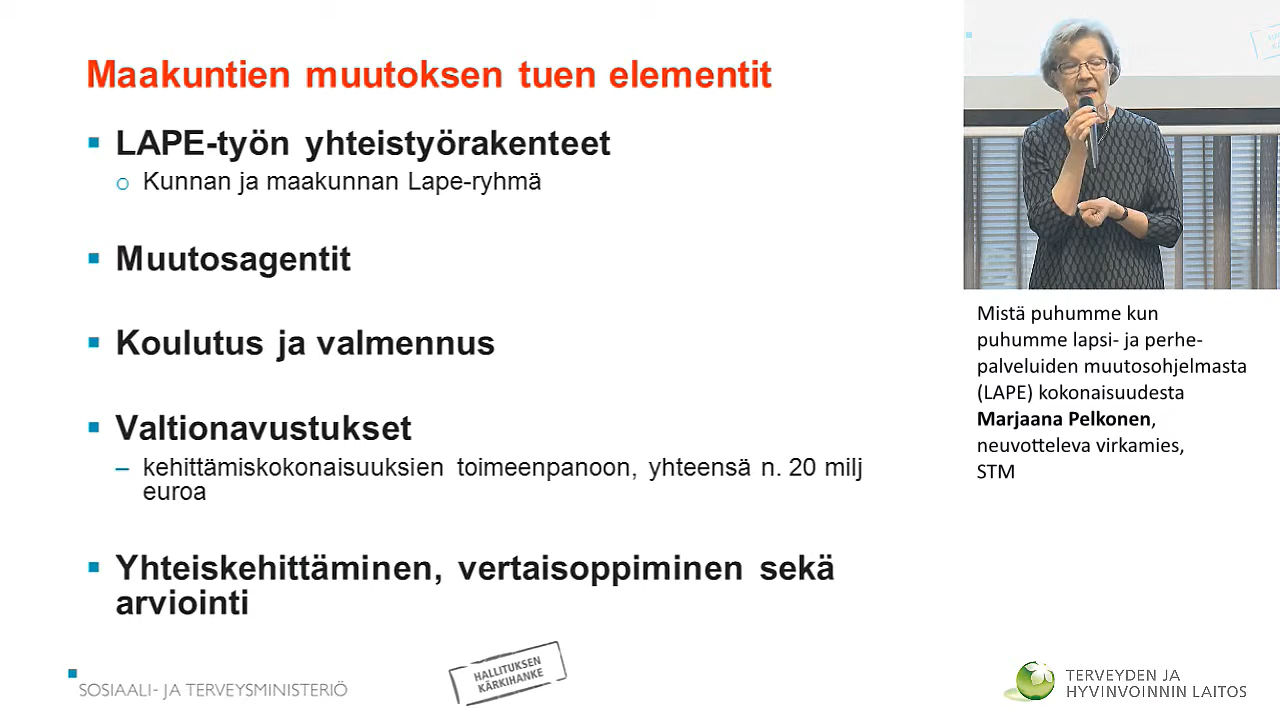 Maakuntien muutoksen tuen elementit
LAPE-työn yhteistyörakenteet
Kunnan ja maakunnan Lape-ryhmä
Muutosagentit
Koulutus ja valmennus
Valtionavustukset
kehittämiskokonaisuuksien toimeenpanoon, yhteensä n. 20 milj
euroa
Yhteiskehittäminen, vertaisoppiminen sekä
arviointi
SOSIAALI- JA TERVEYSMINISTERIÖ
HALLITUKSEN
KÄRKIHANKE
Mistä puhumme kun
puhumme lapsi- ja perhe-
palveluiden muutosohjelmasta
(LAPE) kokonaisuudesta
Marjaana Pelkonen,
neuvotteleva virkamies,
STM
TERVEYDEN JA
HYVINVOINNIN LAITOS